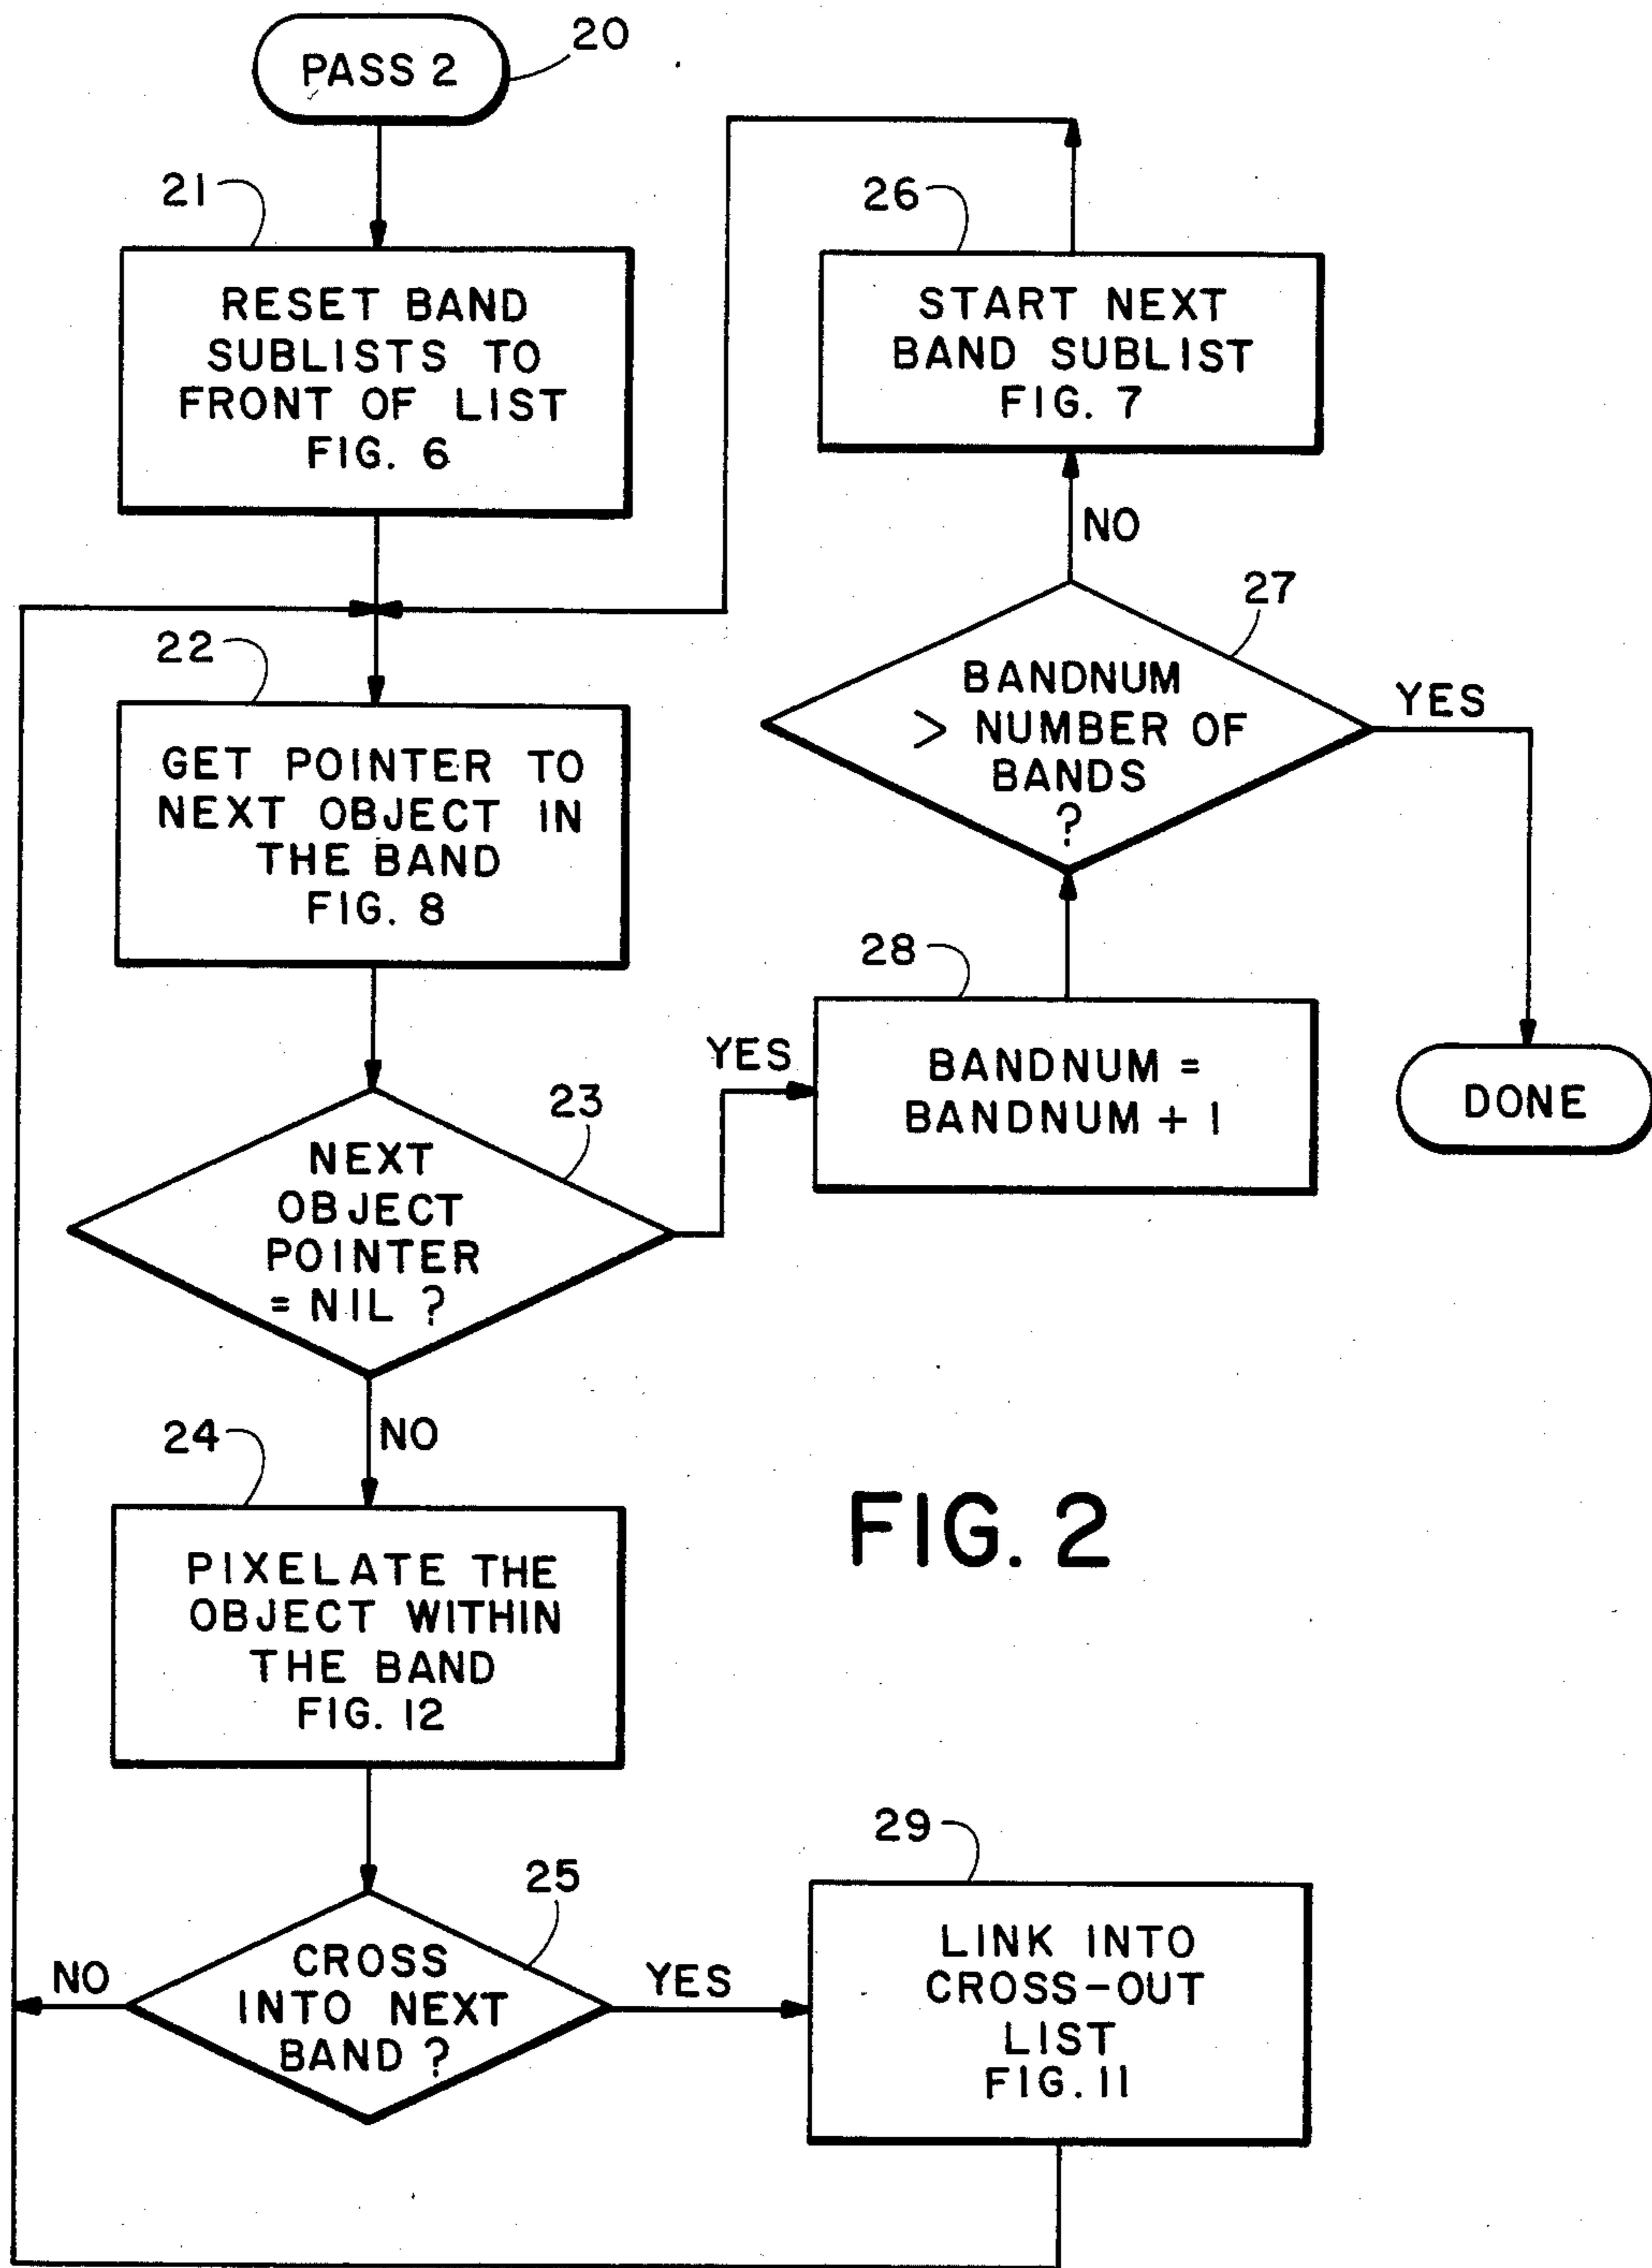 PASS 2
20
21
RESET BAND
SUBLISTS TO
FRONT OF LIST
FIG. 6
22
GET POINTER TO
NEXT OBJECT IN
THE BAND
FIG. 8
23
NEXT
OBJECT
POINTER
= NIL ?
YES
NO
24
PIXELATE THE
OBJECT WITHIN
THE BAND
FIG. 12
25
CROSS
INTO NEXT
BAND ?
NO
YES
26
START NEXT
BAND SUBLIST
FIG. 7
NO
27
BANDNUM
> NUMBER OF
BANDS
?
YES
28
BANDNUM =
BANDNUM + 1
DONE
FIG. 2
29
LINK INTO
CROSS-OUT
LIST
FIG. 11